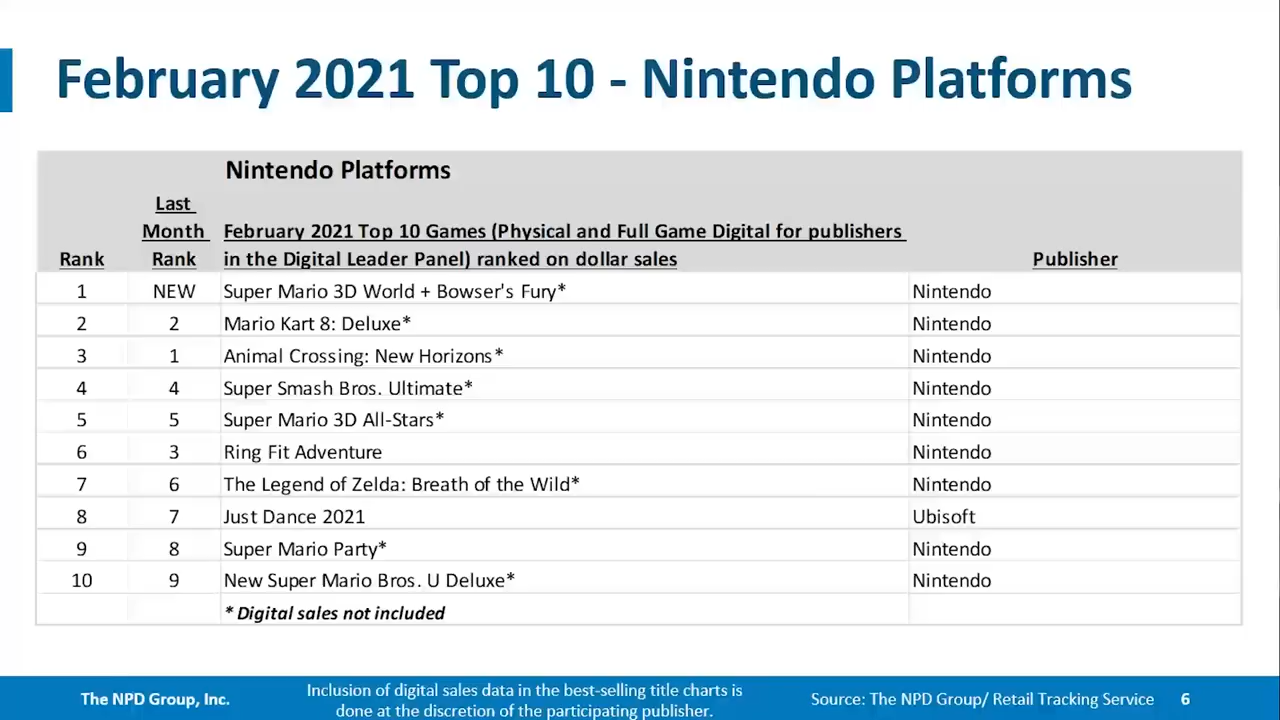 February 2021 Top 10 - Nintendo Platforms
Nintendo Platforms
Rank
Last
Month
Rank
February 2021 Top 10 Games (Physical and Full Game Digital for publishers
in the Digital Leader Panel) ranked on dollar sales
Publisher
1 NEW Super Mario 3D World + Bowser's Fury* Nintendo
2 2 Mario Kart 8: Deluxe* Nintendo
3 1 Animal Crossing: New Horizons* Nintendo
4 4 Super Smash Bros. Ultimate* Nintendo
5 5 Super Mario 3D All-Stars* Nintendo
6 3 Ring Fit Adventure Nintendo
7 6 The Legend of Zelda: Breath of the Wild* Nintendo
8 7 Just Dance 2021 Ubisoft
9 8 Super Mario Party* Nintendo
10 9 New Super Mario Bros. U Deluxe* Nintendo
* Digital sales not included
The NPD Group, Inc.
Inclusion of digital sales data in the best-selling title charts is
done at the discretion of the participating publisher.
Source: The NPD Group/ Retail Tracking Service 6